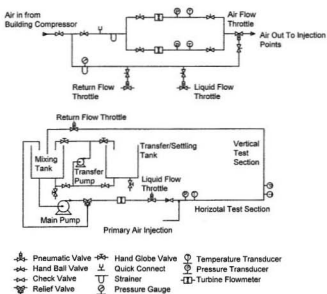 Air in from
Building Compressor
Air Flow
Throttle
Air Out To Injection
Points
P T
P T
P
Return Flow
Throttle
Liquid Flow
Throttle
Return Flow Throttle
Mixing
Tank
Transfer
Pump
Transfer/Settling
Tank
Vertical
Test
Section
Liquid Flow
Throttle
P T
Main Pump
Horizotal Test Section
Primary Air Injection
Pneumatic Valve
Hand Globe Valve
T Temperature Transducer
Hand Ball Valve
Quick Connect
P Pressure Transducer
Check Valve
Strainer
Turbine Flowmeter
Relief Valve
P Pressure Gauge